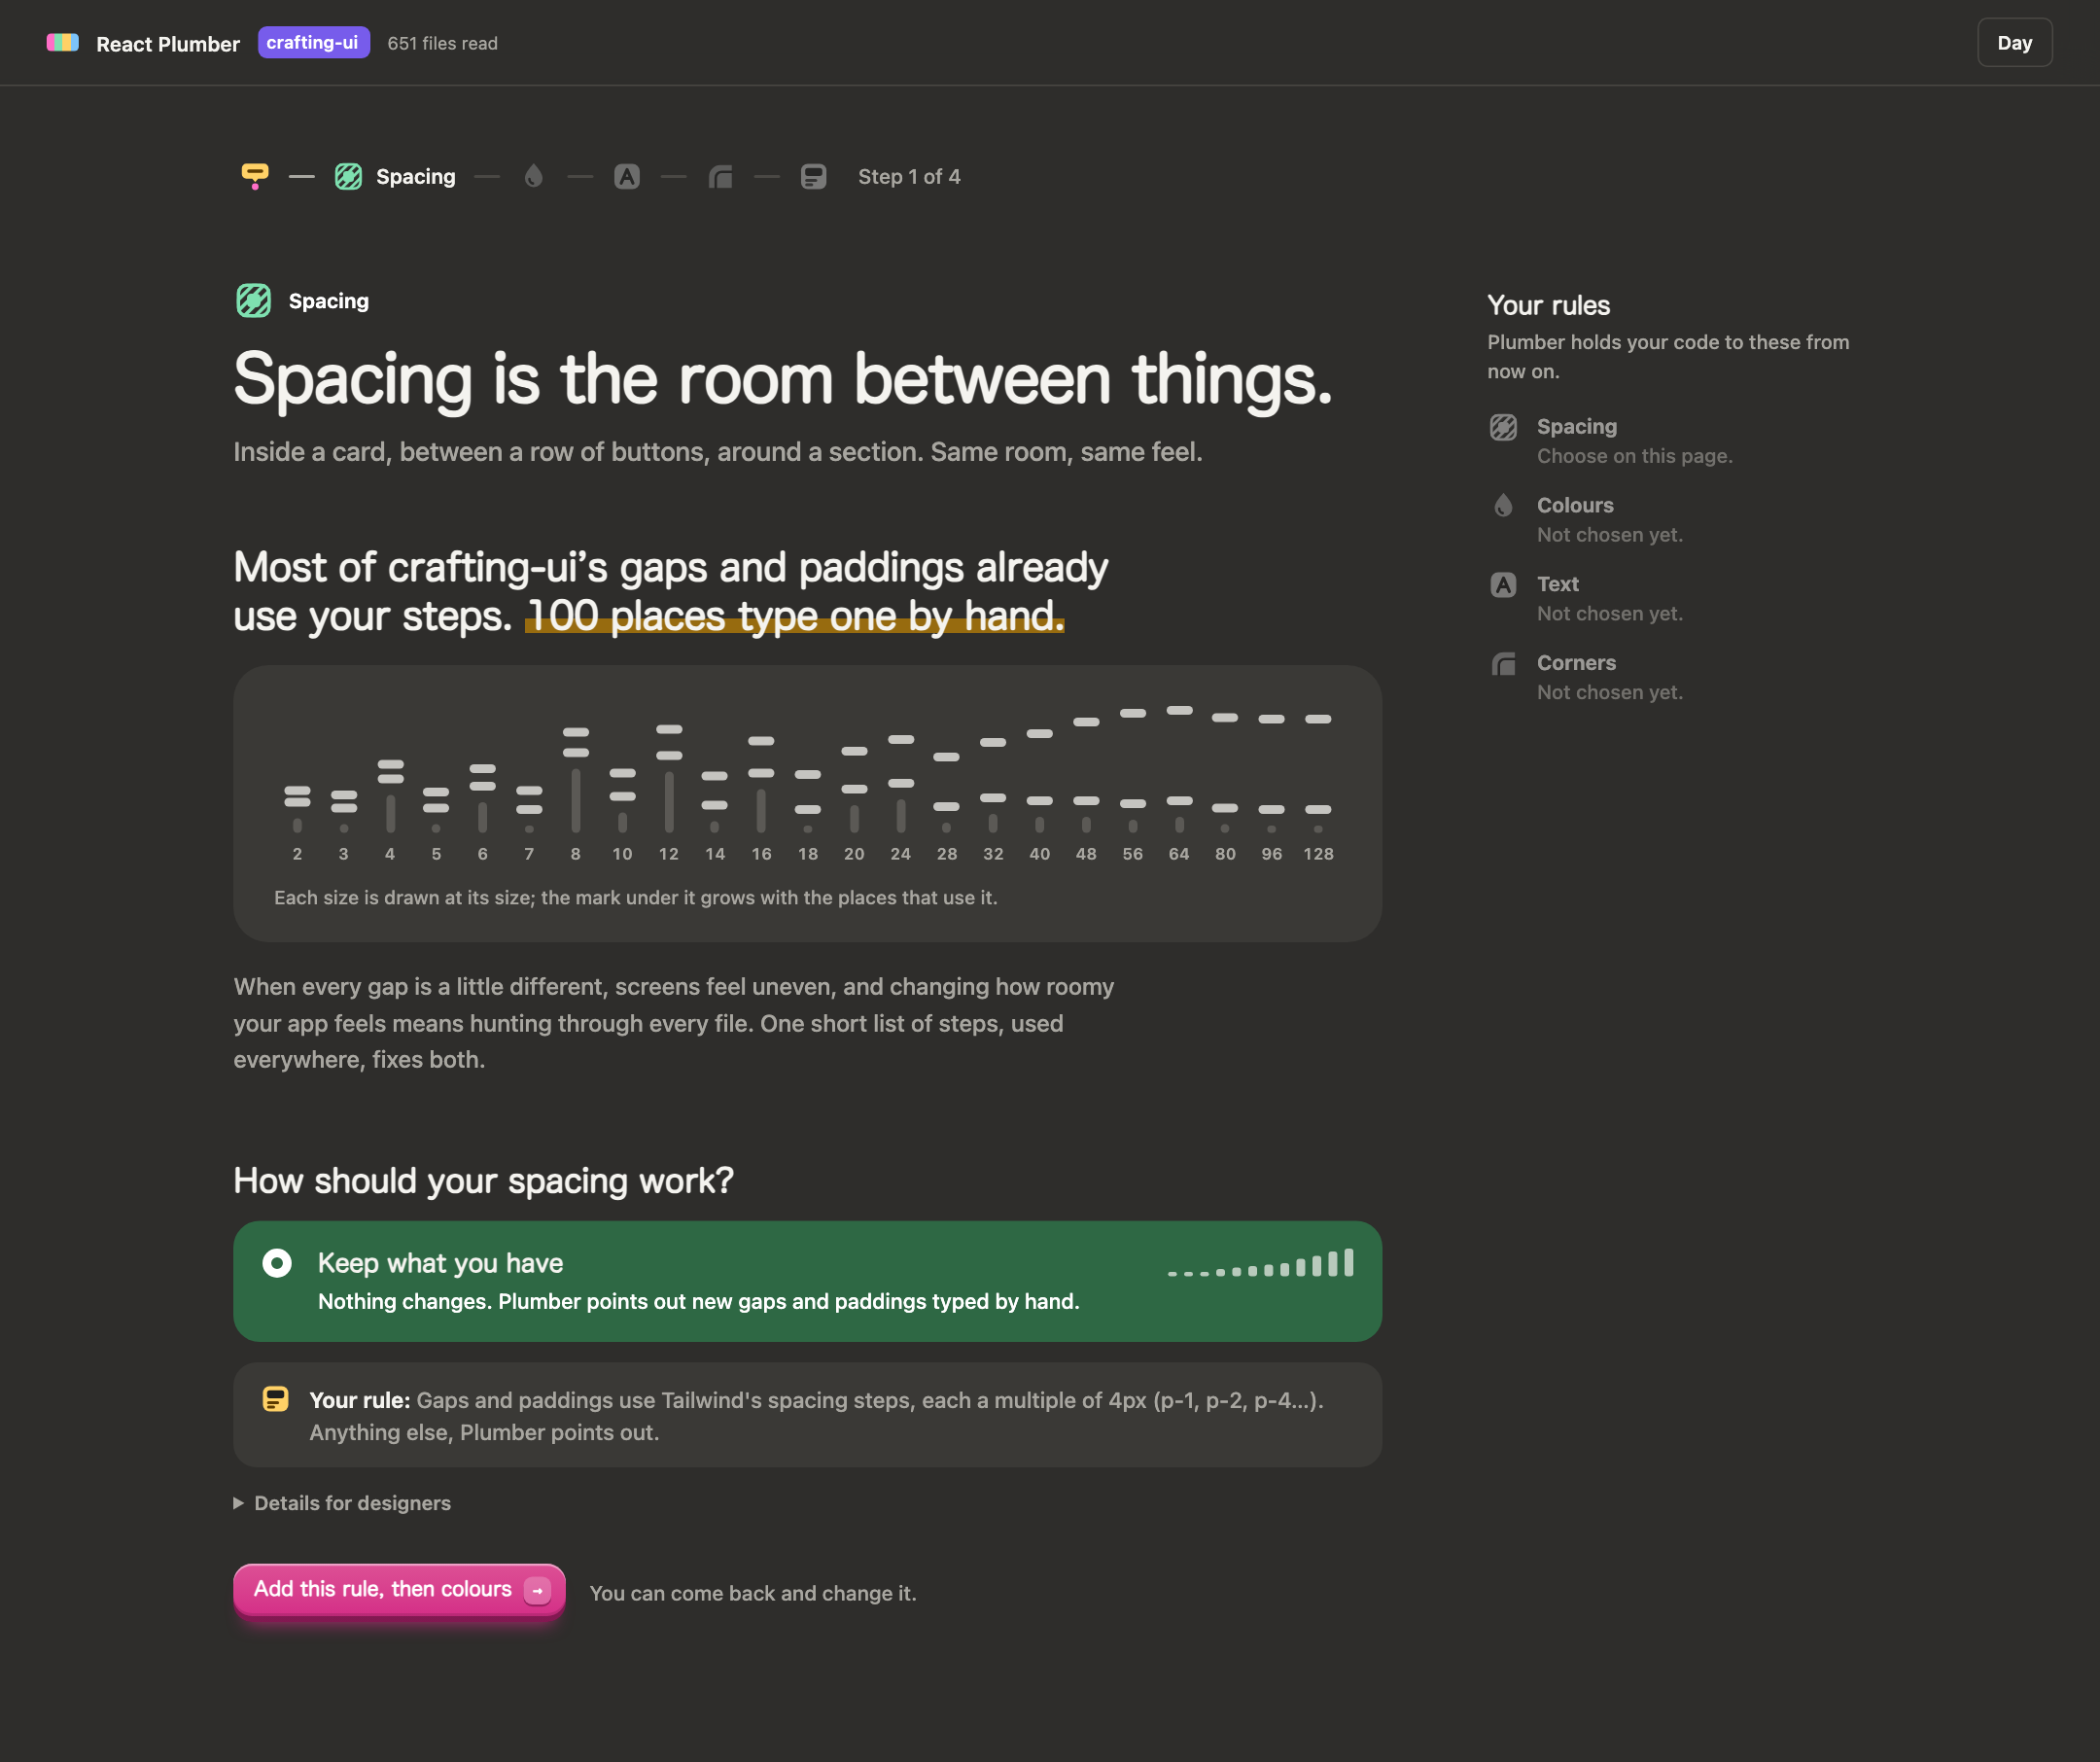 React Plumber crafting-ui 651 files read
Day
Spacing
A
Step 1 of 4
Spacing
Spacing is the room between things.
Inside a card, between a row of buttons, around a section. Same room, same feel.
Most of crafting-ui’s gaps and paddings already
use your steps. 100 places type one by hand.
2 3 4 5 6 7 8 10 12 14 16 18 20 24 28 32 40 48 56 64 80 96 128
Each size is drawn at its size; the mark under it grows with the places that use it.
When every gap is a little different, screens feel uneven, and changing how roomy
your app feels means hunting through every file. One short list of steps, used
everywhere, fixes both.
How should your spacing work?
Keep what you have
Nothing changes. Plumber points out new gaps and paddings typed by hand.
Your rule: Gaps and paddings use Tailwind's spacing steps, each a multiple of 4px (p-1, p-2, p-4...).
Anything else, Plumber points out.
Details for designers
Add this rule, then colours →
You can come back and change it.
Your rules
Plumber holds your code to these from
now on.
Spacing
Choose on this page.
Colours
Not chosen yet.
A Text
Not chosen yet.
Corners
Not chosen yet.